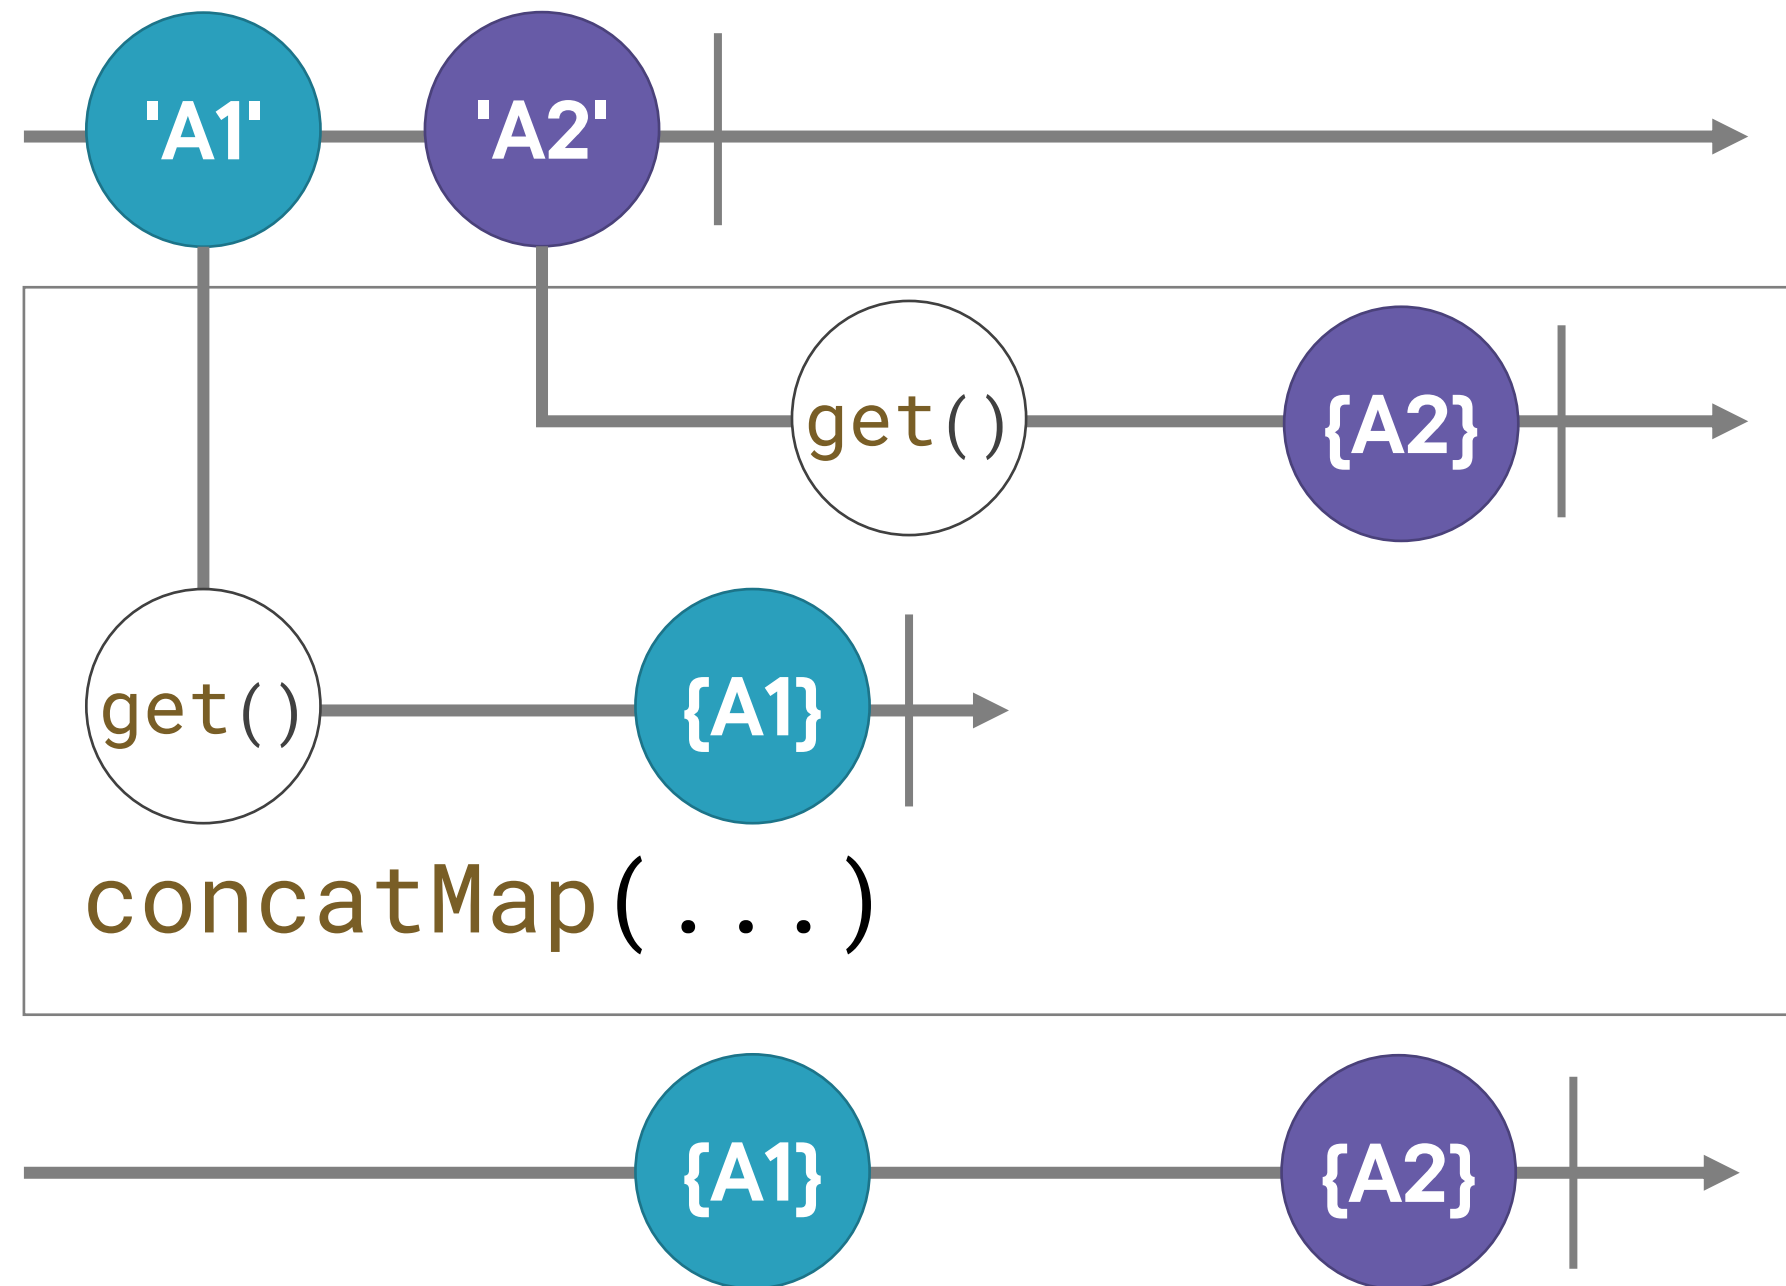 'A1' 'A2'
get() {A2}
get() {A1}
concatMap(...)
{A1} {A2}